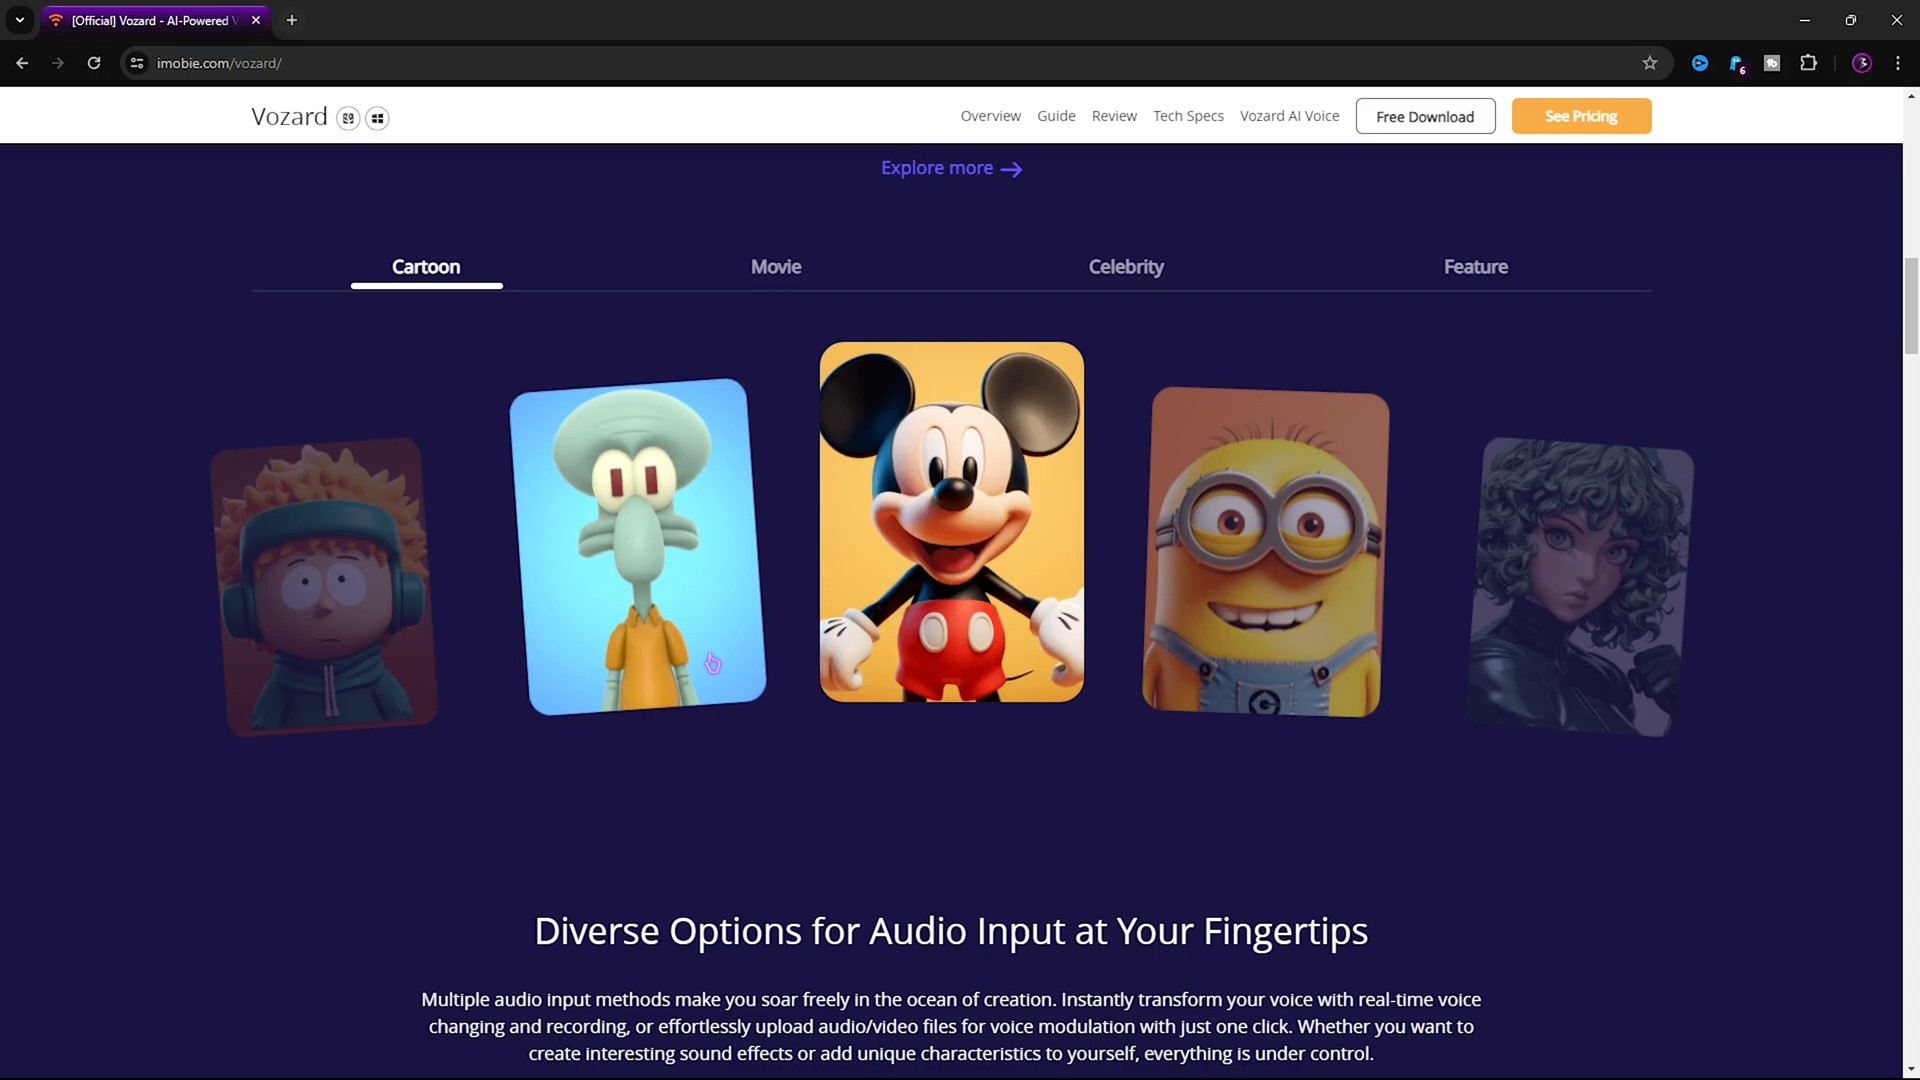 [Official] Vozard - AI-Powered V
imobie.com/vozard/
6
Vozard
Overview
Guide
Review
Tech Specs
Vozard AI Voice
Free Download
See Pricing
Explore more
Cartoon
Movie
Celebrity
Feature
Diverse Options for Audio Input at Your Fingertips
Multiple audio input methods make you soar freely in the ocean of creation. Instantly transform your voice with real-time voice
changing and recording, or effortlessly upload audio/video files for voice modulation with just one click. Whether you want to
create interesting sound effects or add unique characteristics to yourself, everything is under control.